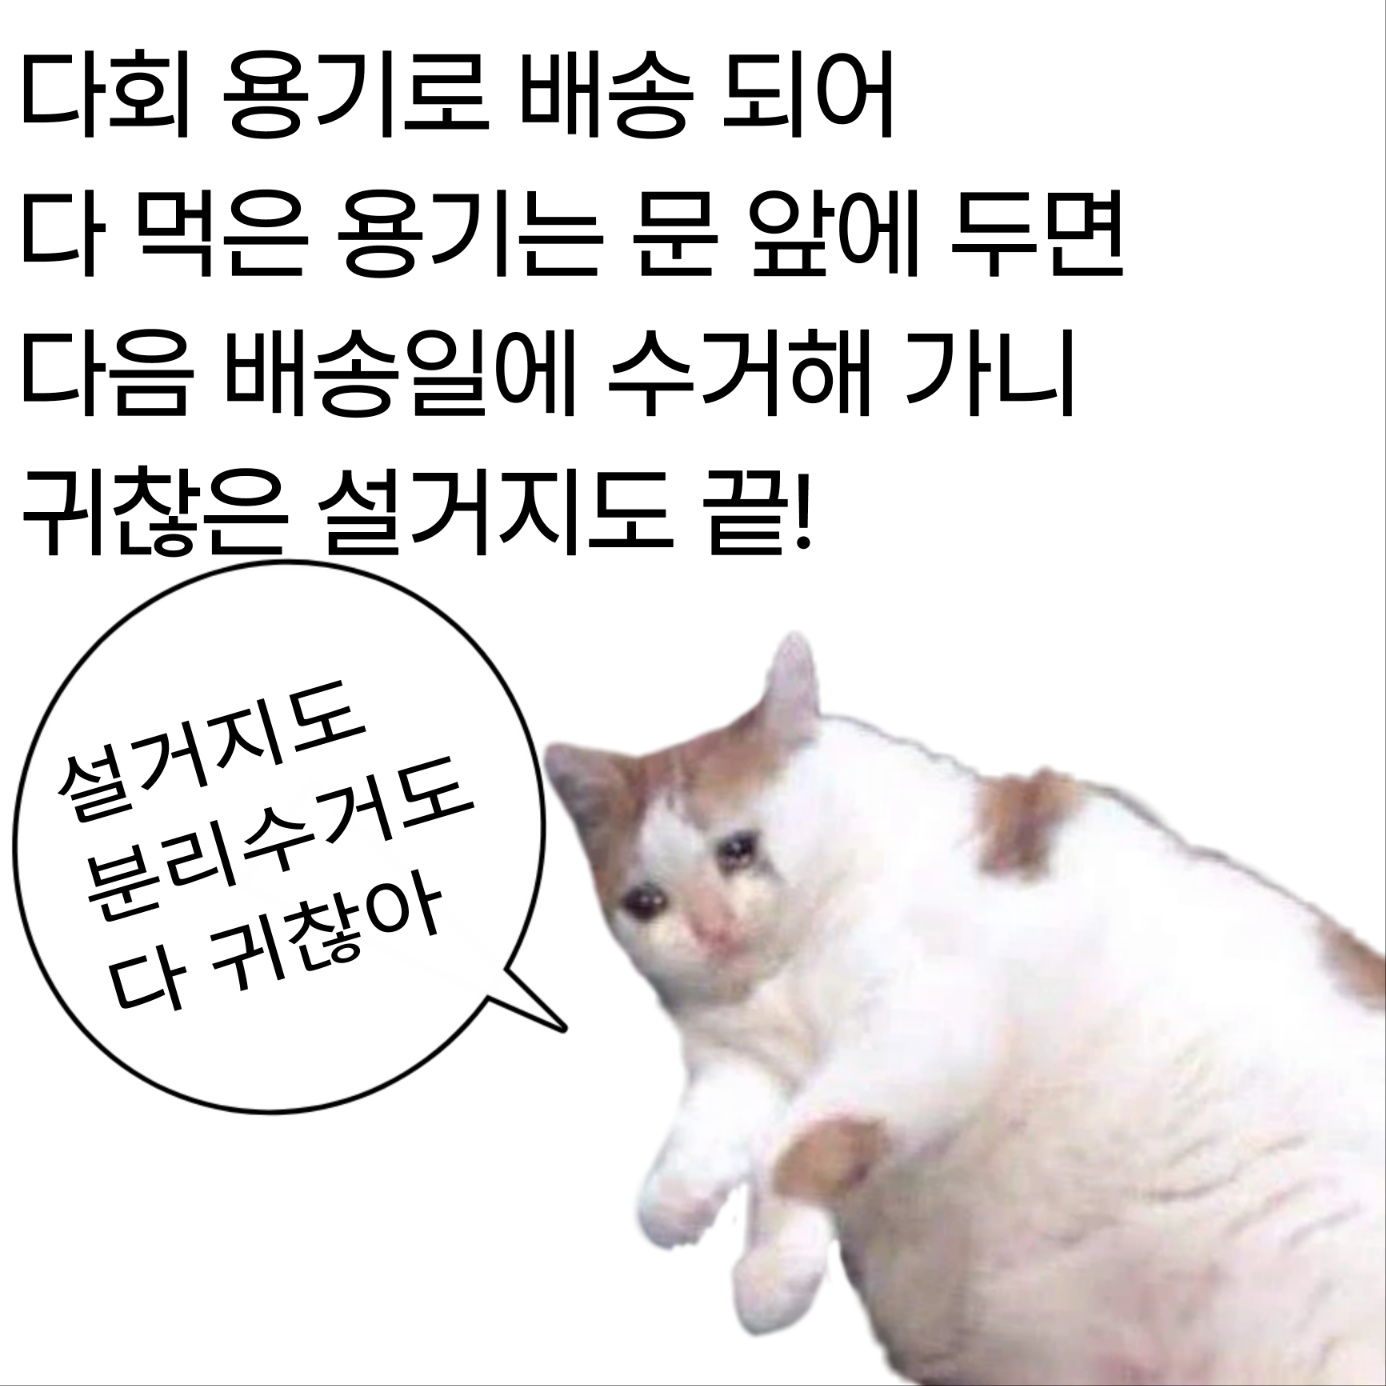 다회 용기로 배송 되어
다 먹은 용기는 문 앞에 두면
다음 배송일에 수거해 가니
귀찮은 설거지도 끝!
설거지도
분리수거도
다 귀찮아